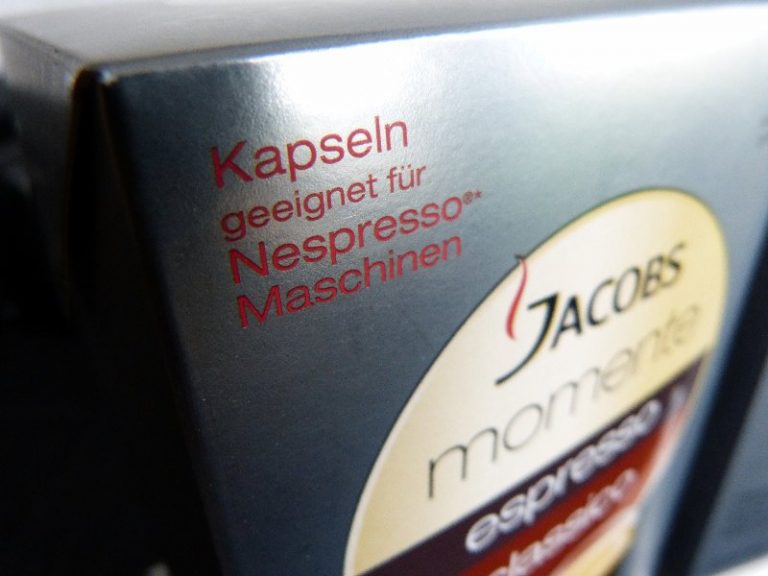 Kapseln
geeignet für
Nespresso®*
Maschinen
JACOBS
momente
espresso
classico